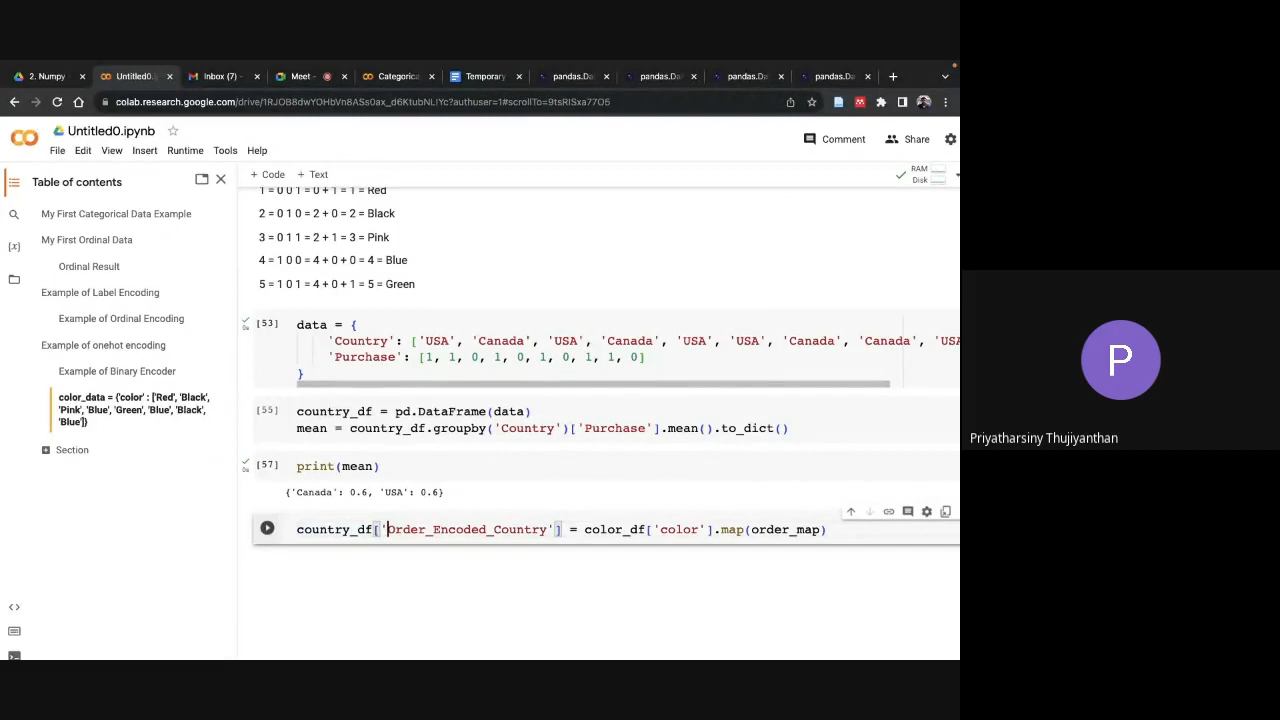 2. Numpy
Untitled0.i
Inbox (7) -
Meet -
Categorica
Temporary
pandas.Da
pandas.Da
pandas.Da
pandas.Da
colab.research.google.com/drive/1RJOB8dwYOHbVn8ASs0ax_d6KtubNLIYc?authuser=1#scrollTo=9tsRISxa77O5
Untitled0.ipynb
Comment
Share
File Edit View Insert Runtime Tools Help
Table of contents
+ Code + Text
RAM
Disk
My First Categorical Data Example
My First Ordinal Data
Ordinal Result
Example of Label Encoding
Example of Ordinal Encoding
Example of onehot encoding
Example of Binary Encoder
color_data = {'color' : ['Red', 'Black',
'Pink', 'Blue', 'Green', 'Blue', 'Black',
'Blue']}
Section
1 = 0 0 1 = 0 + 1 = 1 = Red
2 = 0 1 0 = 2 + 0 = 2 = Black
3 = 0 1 1 = 2 + 1 = 3 = Pink
4 = 1 0 0 = 4 + 0 + 0 = 4 = Blue
5 = 1 0 1 = 4 + 0 + 1 = 5 = Green
[53] data = {
'Country': ['USA', 'Canada', 'USA', 'Canada', 'USA', 'USA', 'Canada', 'Canada', 'USA', 'USA
'Purchase': [1, 1, 0, 1, 0, 1, 0, 1, 1, 0]
}
[55] country_df = pd.DataFrame(data)
mean = country_df.groupby('Country')['Purchase'].mean().to_dict()
[57] print(mean)
{'Canada': 0.6, 'USA': 0.6}
country_df['Order_Encoded_Country'] = color_df['color'].map(order_map)
P
Priyatharsiny Thujiyanthan